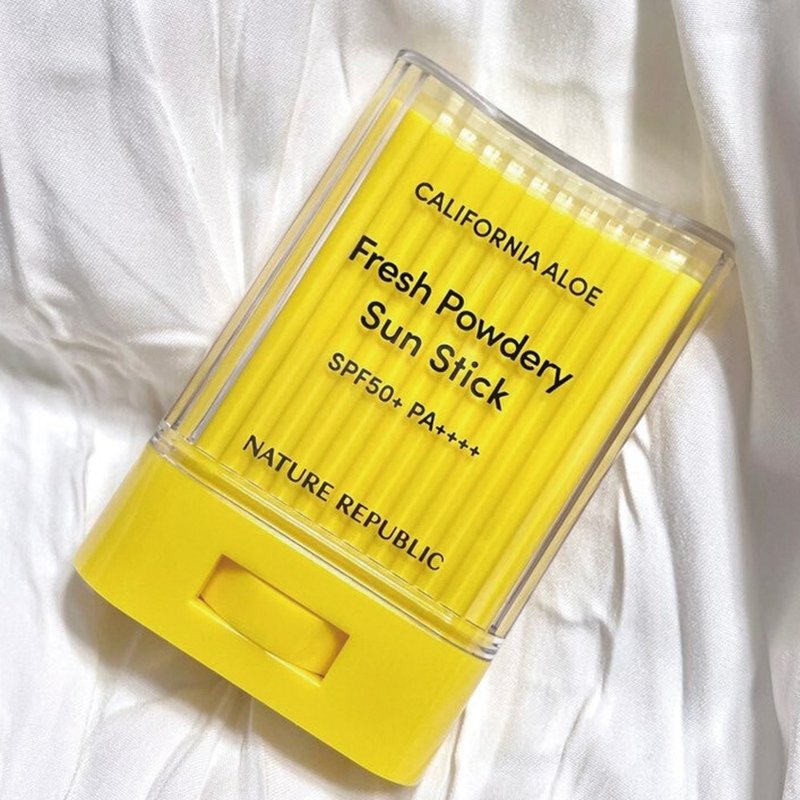 CALIFORNIA ALOE
Fresh Powdery
Sun Stick
SPF50+ PA++++
NATURE REPUBLIC